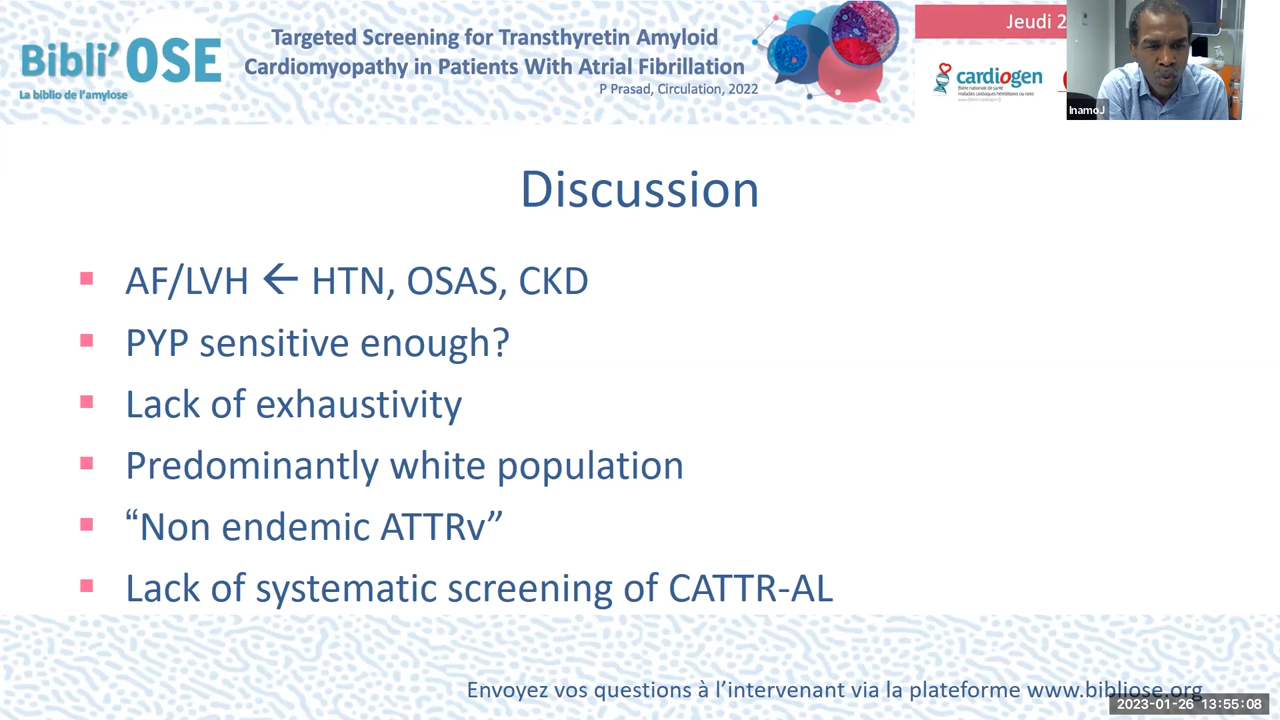 Bibli'OSE
La biblio de l'amylose
Targeted Screening for Transthyretin Amyloid
Cardiomyopathy in Patients With Atrial Fibrillation
P Prasad, Circulation, 2022
Jeudi 2
cardiogen
filière nationale de santé
maladies cardiaques héréditaires ou rares
InamoJ
Discussion
AF/LVH ← HTN, OSAS, CKD
PYP sensitive enough?
Lack of exhaustivity
Predominantly white population
“Non endemic ATTRv”
Lack of systematic screening of CATTR-AL
Envoyez vos questions à l’intervenant via la plateforme www.bibliose.org
2023-01-26 13:55:08